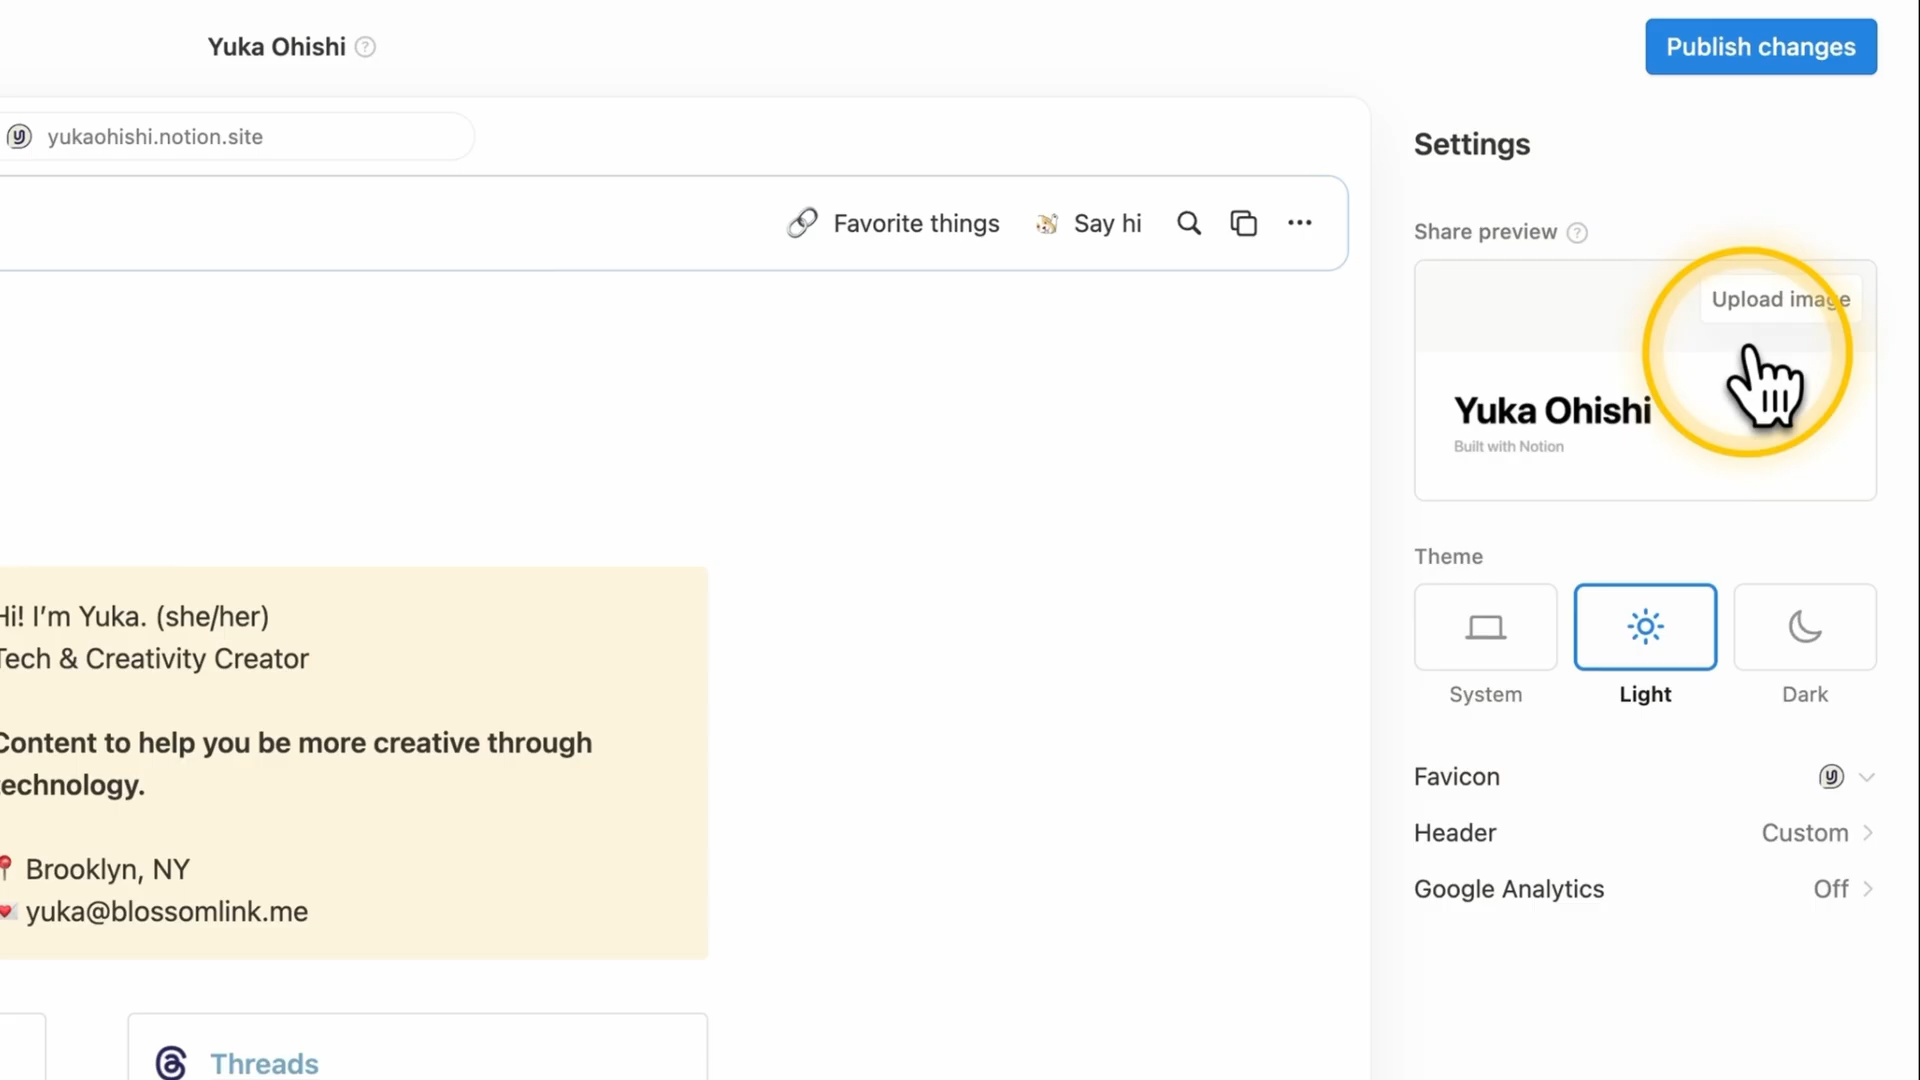 Yuka Ohishi
Publish changes
yukaohishi.notion.site
Settings
Favorite things
Say hi
Share preview
Upload image
Yuka Ohishi
Built with Notion
Theme
System
Light
Dark
Favicon
Header
Custom
Google Analytics
Off
Hi! I’m Yuka. (she/her)
Tech & Creativity Creator
Content to help you be more creative through
technology.
Brooklyn, NY
yuka@blossomlink.me
Threads